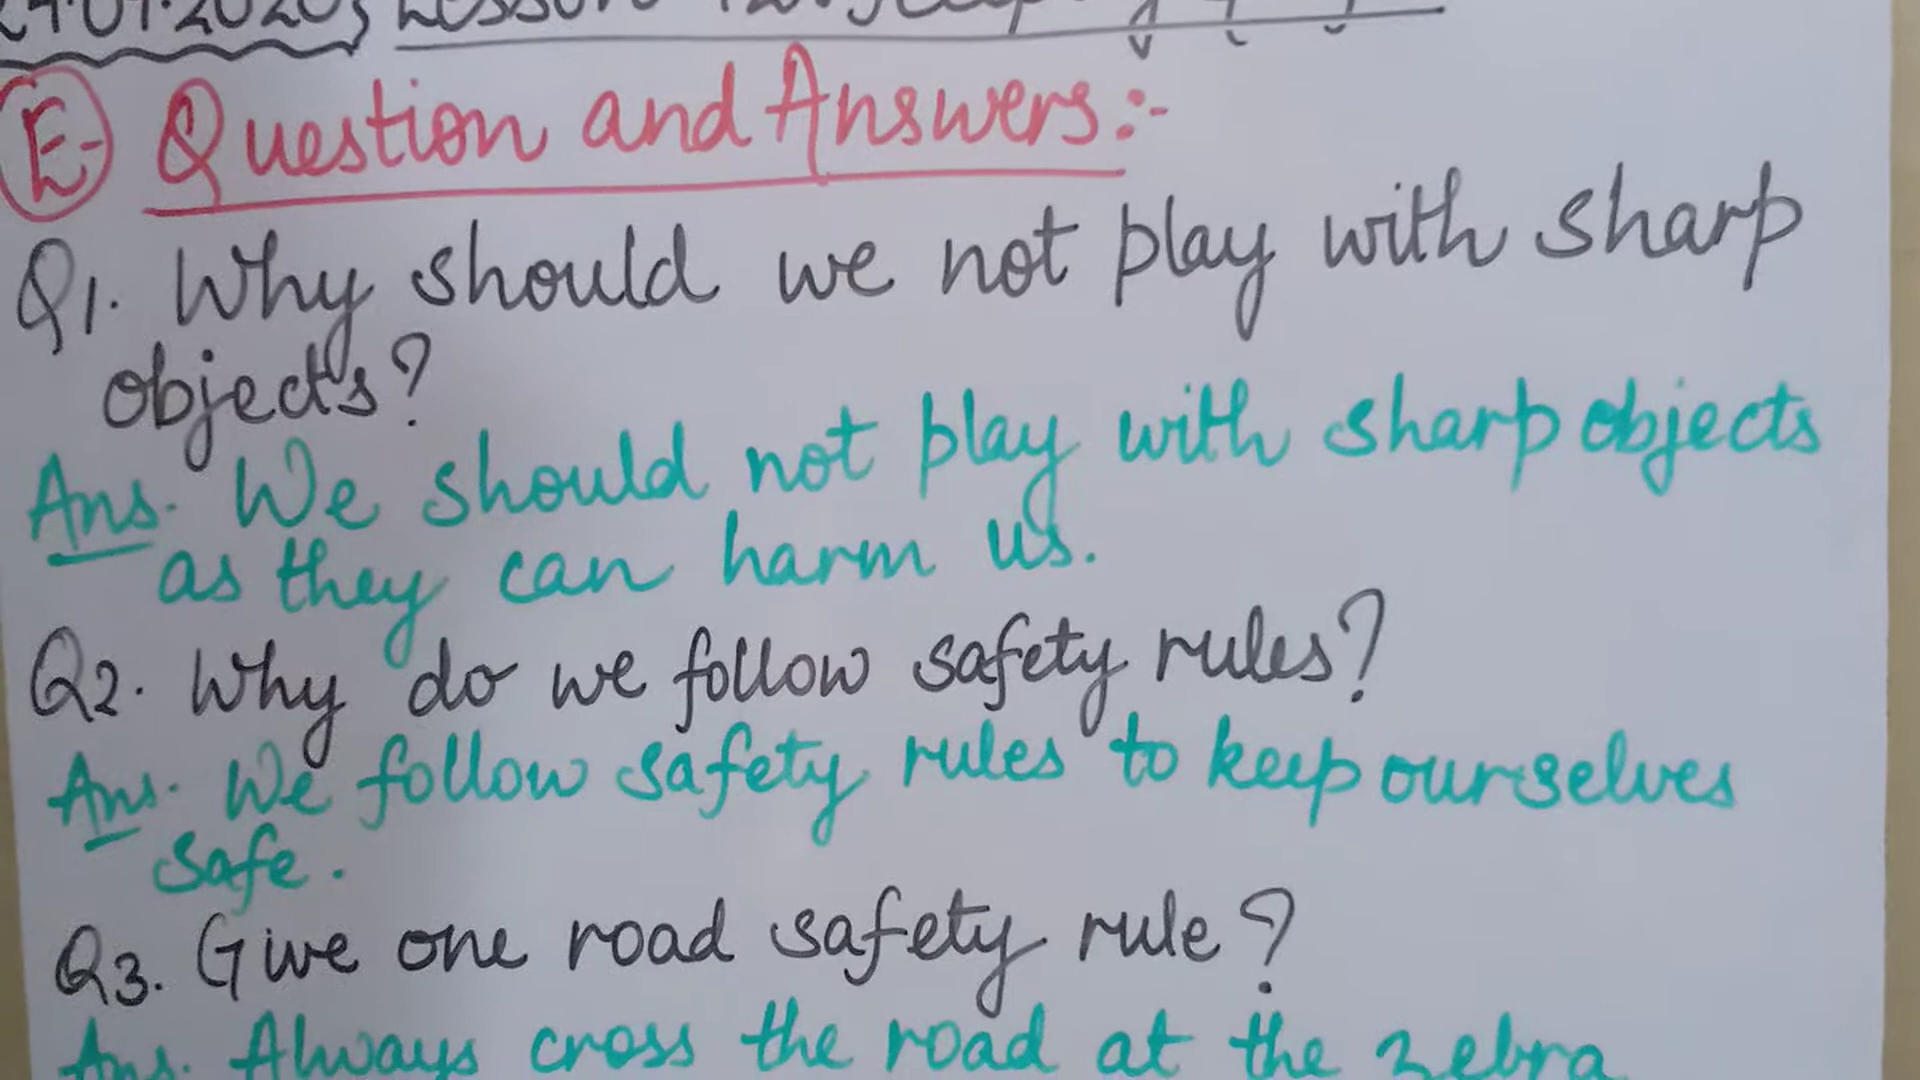 Lesson
E- Question and Answers:-
Q1. Why should we not play with sharp
objects?
Ans. We should not play with sharp objects
as they can harm us.
Q2. Why do we follow safety rules?
Ans. We follow safety rules to keep ourselves
safe.
Q3. Give one road safety rule?
Ans. Always cross the road at the zebra